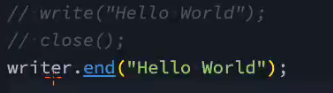 // write("Hello World");
// close();
writer.end("Hello World");